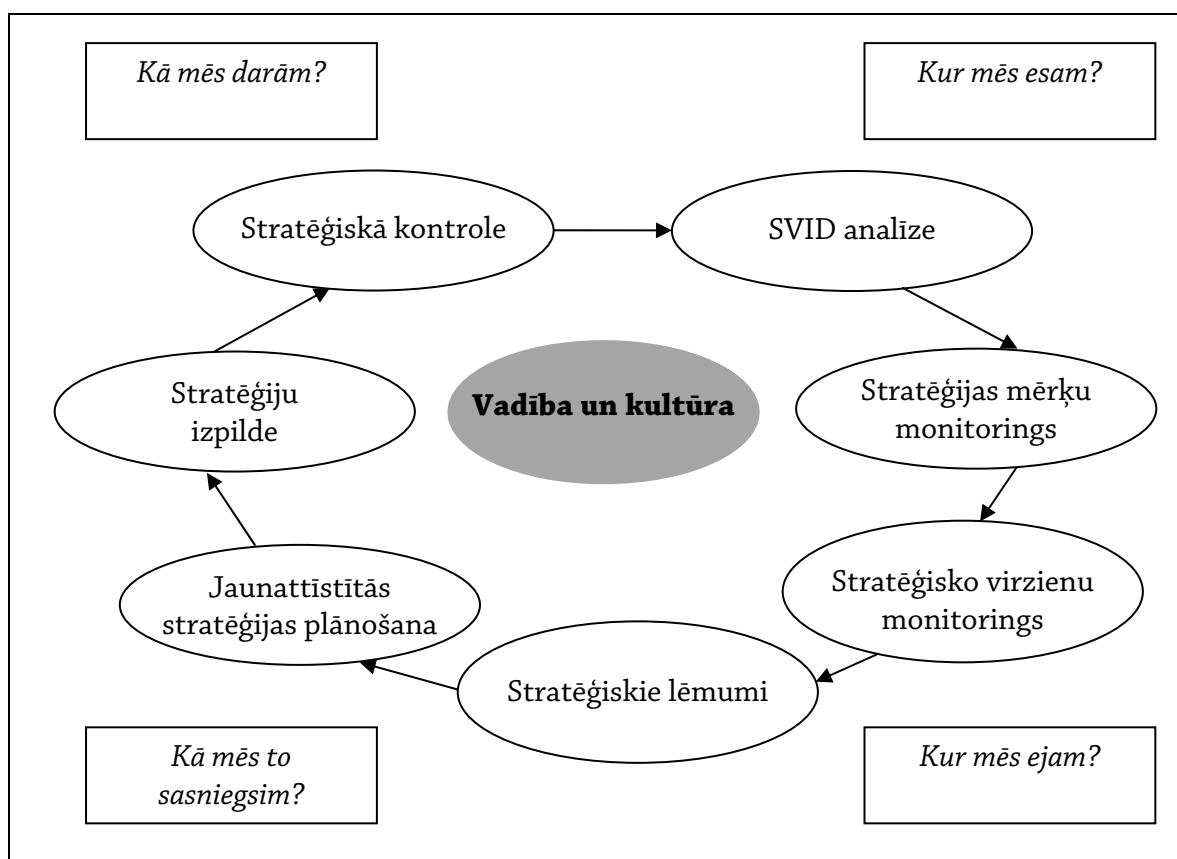 Kā mēs darām?
Kur mēs esam?
Stratēģiskā kontrole
SVID analīze
Stratēģiju
izpilde
Vadība un kultūra
Stratēģijas mērķu
monitorings
Jaunattīstītās
stratēģijas plānošana
Stratēģisko virzienu
monitorings
Stratēģiskie lēmumi
Kā mēs to
sasniegsim?
Kur mēs ejam?